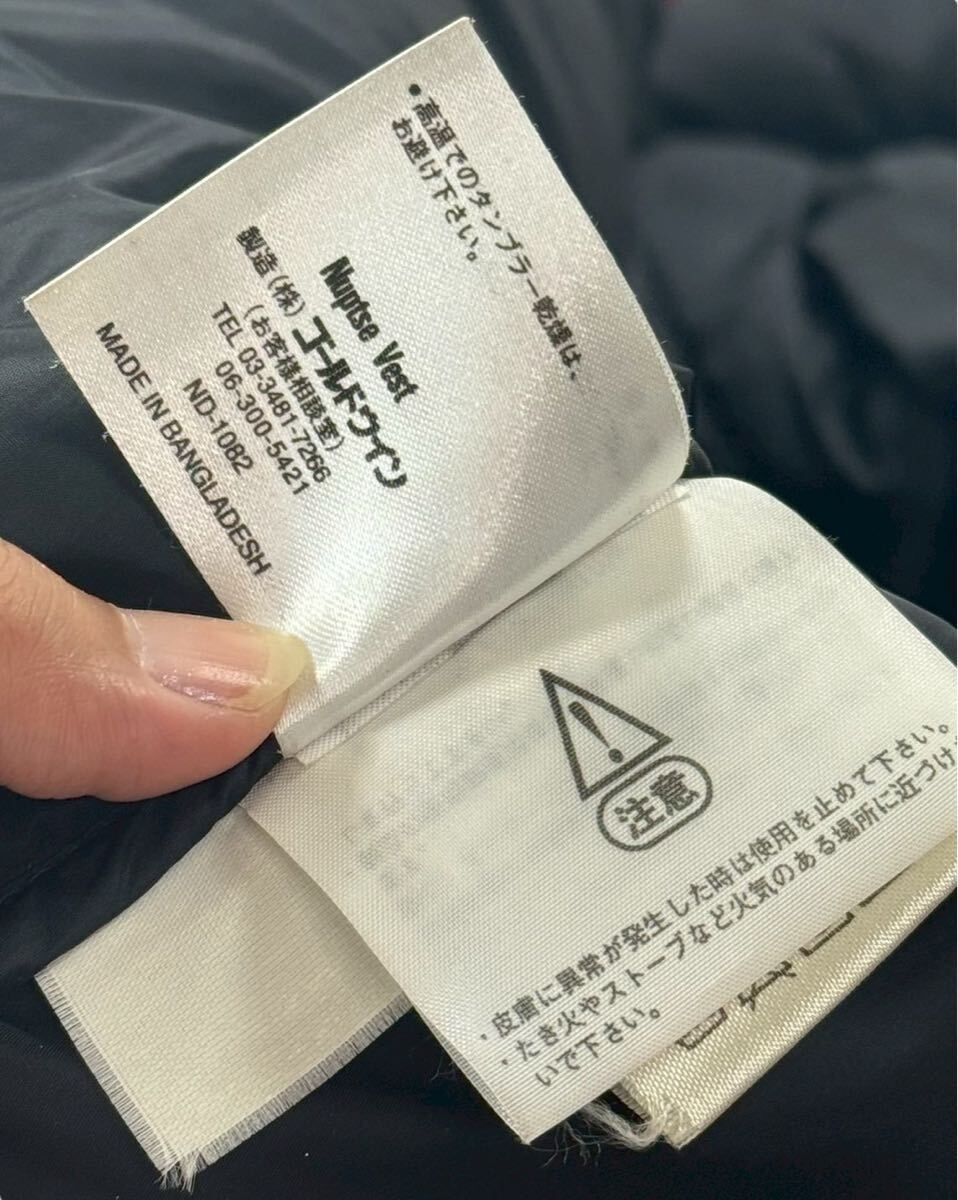 ・高温でのタンブラー乾燥は、
お避け下さい。
Nuptse Vest
製造(株)ゴールドウイン
(お客様相談室)
TEL 03-3481-7266
06-300-5421
ND-1082
MADE IN BANGLADESH
注意
・皮膚に異常が発生した時は使用を止めて下さい。
・たき火やストーブなど火気のある場所に近づけ
いで下さい。